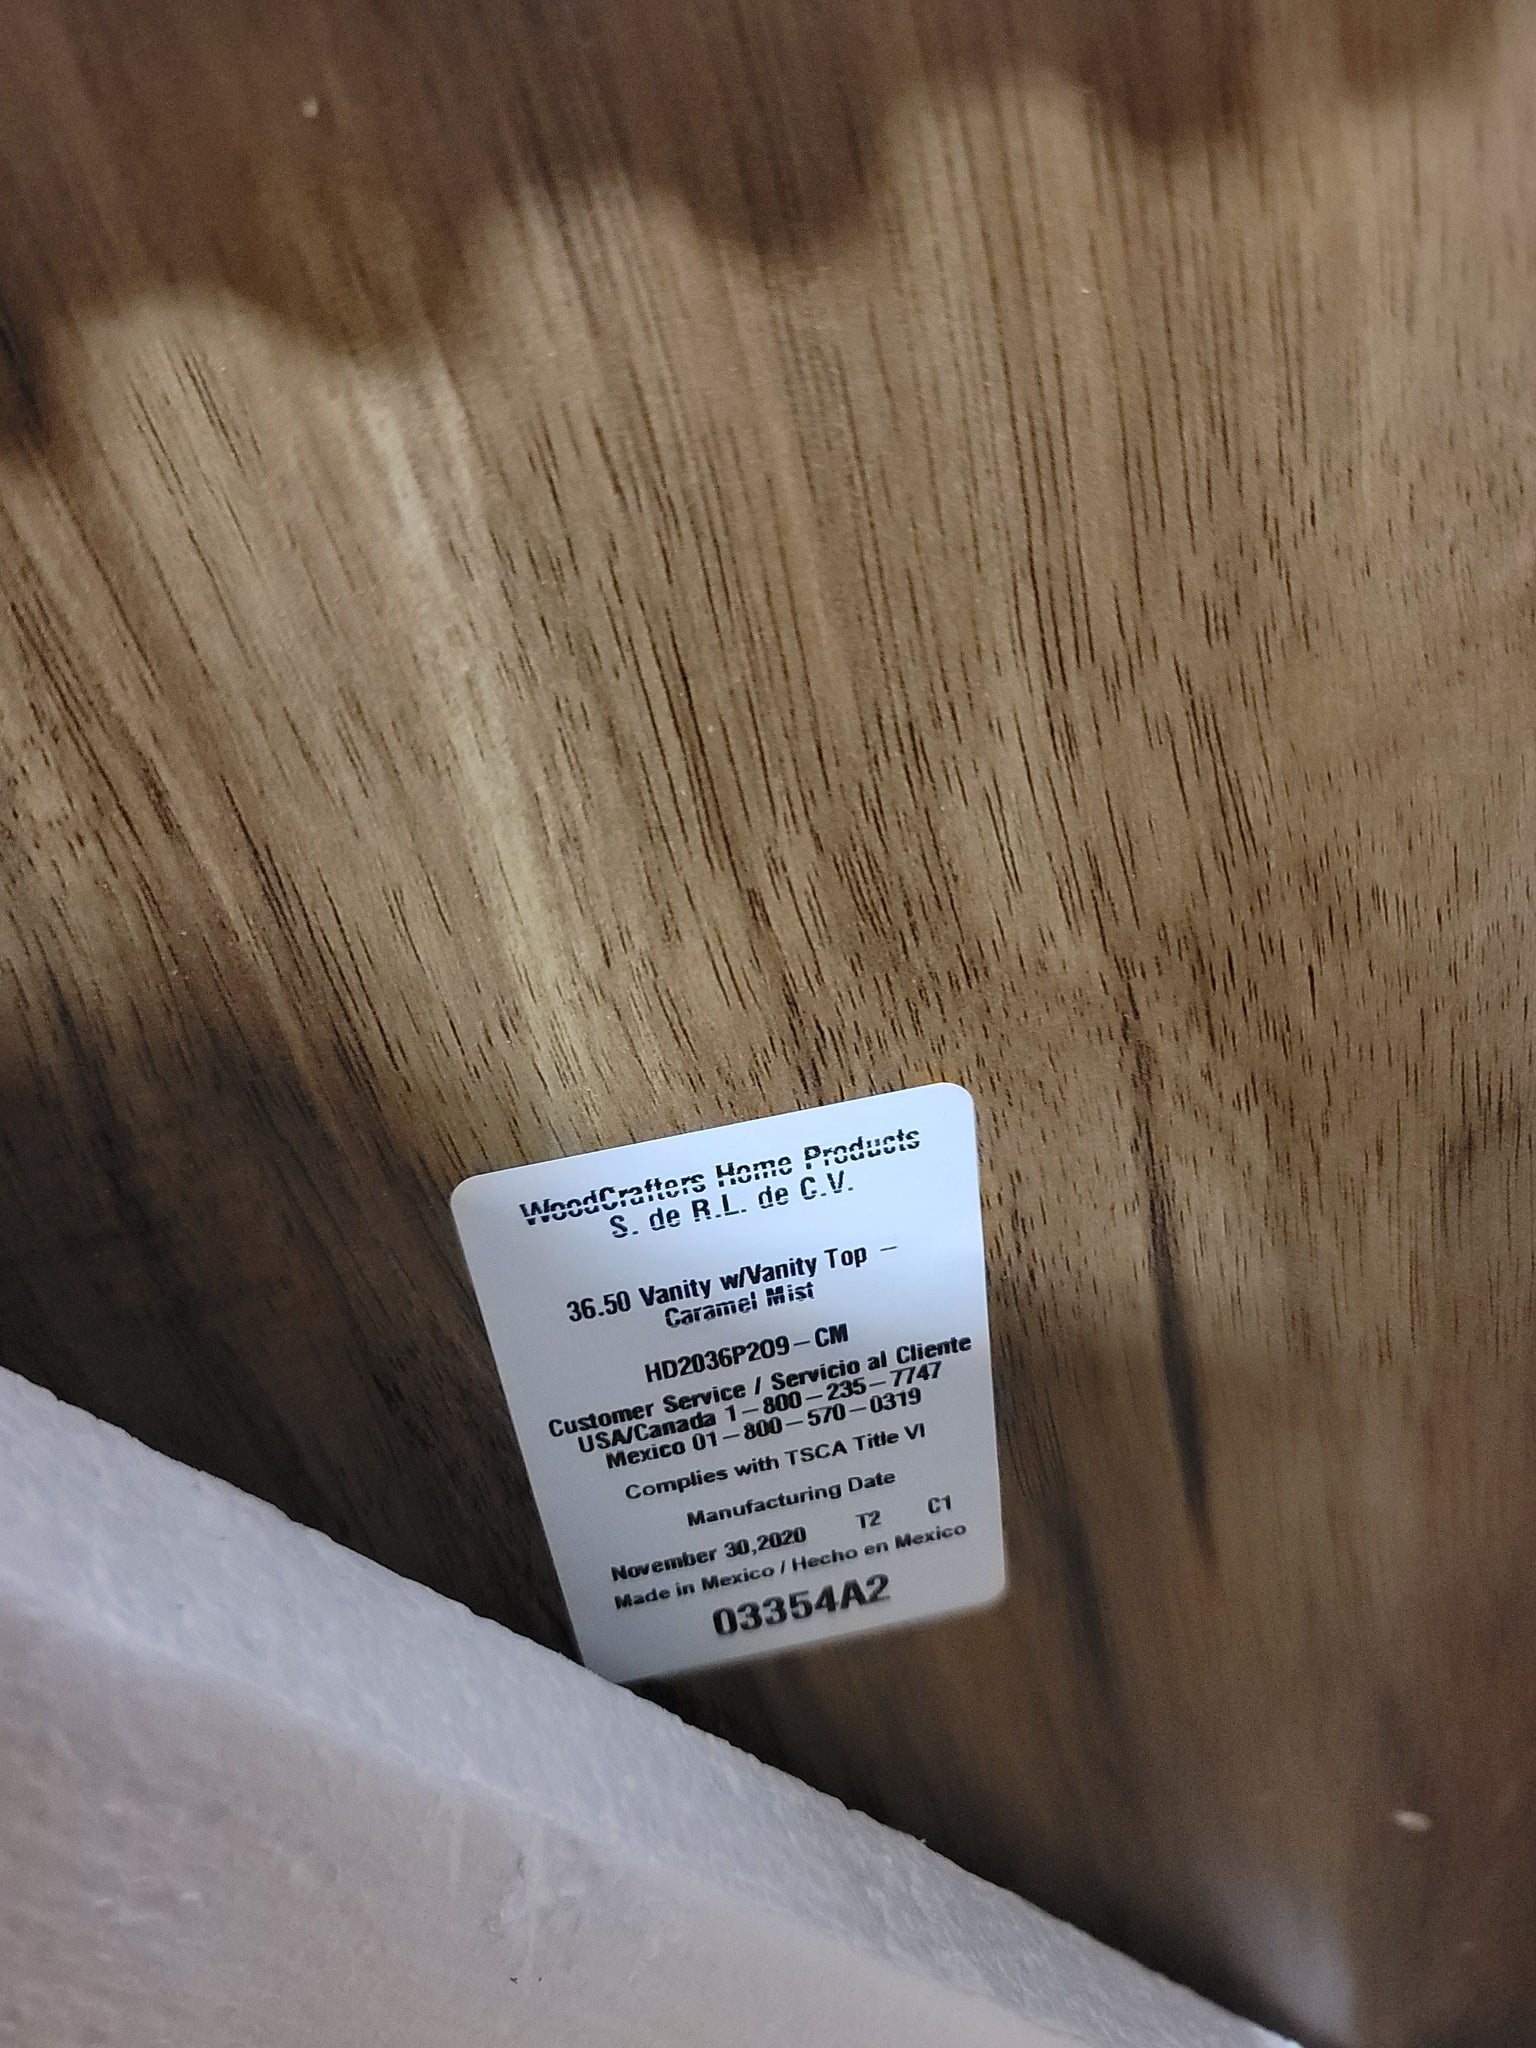 WoodCrafters Home Products
S. de R.L. de C.V.
36.50 Vanity w/Vanity Top -
Caramel Mist
HD2036P2O9-CM
Customer Service / Servicio al Cliente
USA/Canada 1-800-235-7747
Mexico 01-800-570-0319
Complies with TSCA Title VI
Manufacturing Date
November 30,2020 T2 C1
Made in Mexico / Hecho en Mexico
03354A2